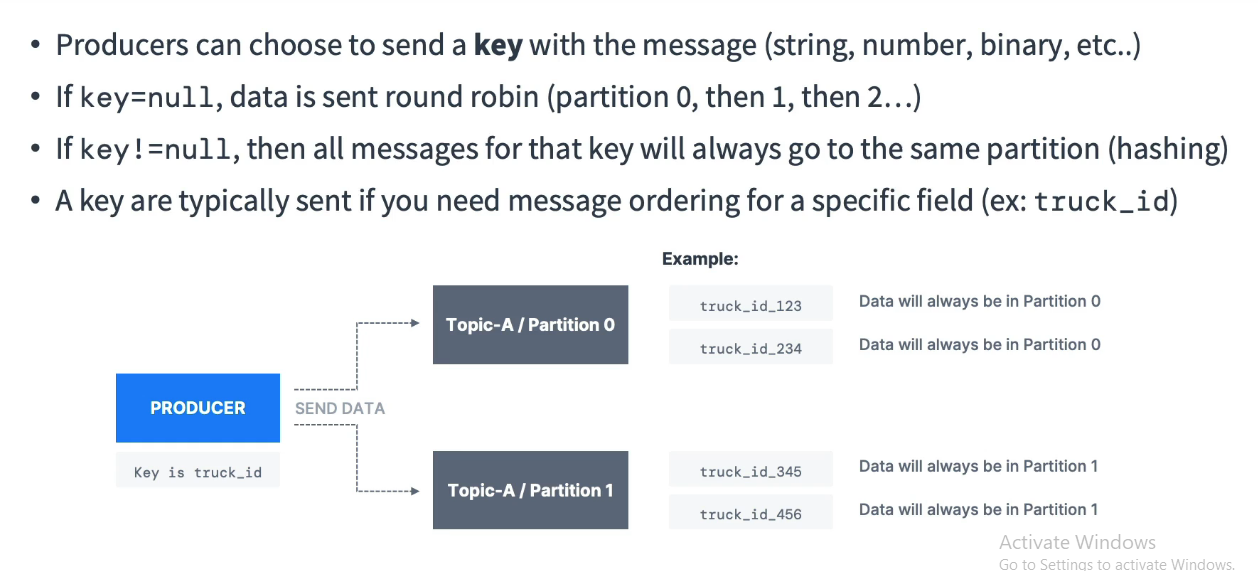 • Producers can choose to send a key with the message (string, number, binary, etc..)
• If key=null, data is sent round robin (partition 0, then 1, then 2...)
• If key!=null, then all messages for that key will always go to the same partition (hashing)
• A key are typically sent if you need message ordering for a specific field (ex: truck_id)
Example:
Topic-A / Partition 0
truck_id_123
Data will always be in Partition 0
truck_id_234
Data will always be in Partition 0
PRODUCER
SEND DATA
Key is truck_id
Topic-A / Partition 1
truck_id_345
Data will always be in Partition 1
truck_id_456
Data will always be in Partition 1
Activate Windows
Go to Settings to activate Windows.